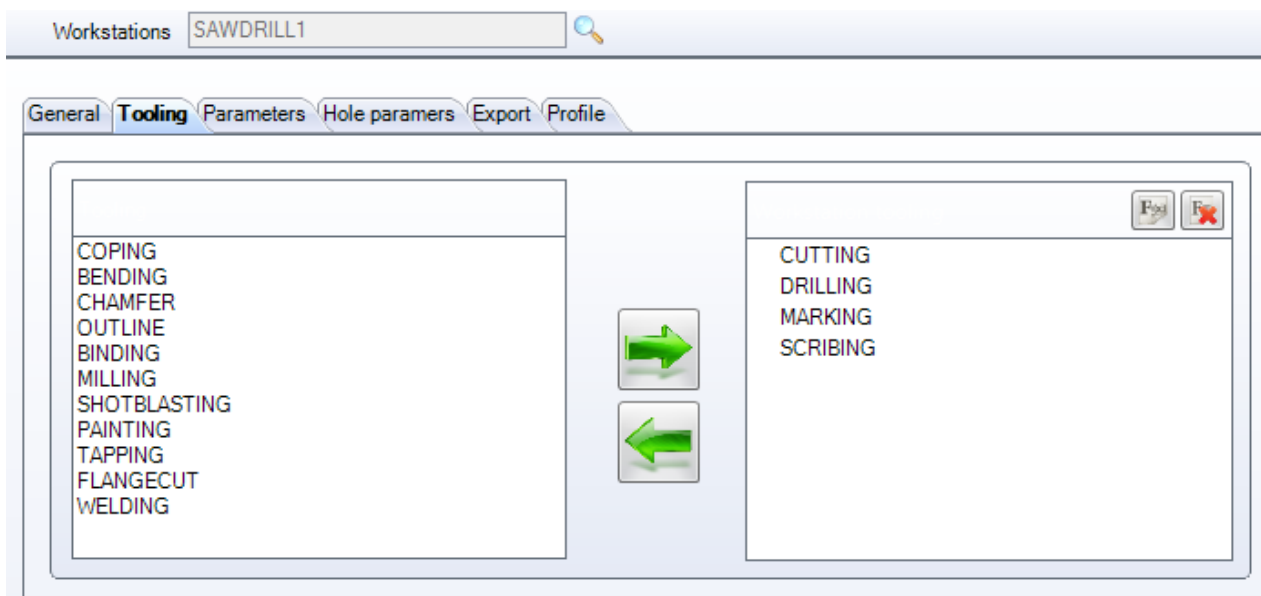 Workstations SAWDRILL1
General Tooling Parameters Hole paramers Export Profile
COPING
BENDING
CHAMFER
OUTLINE
BINDING
MILLING
SHOTBLASTING
PAINTING
TAPPING
FLANGECUT
WELDING
CUTTING
DRILLING
MARKING
SCRIBING